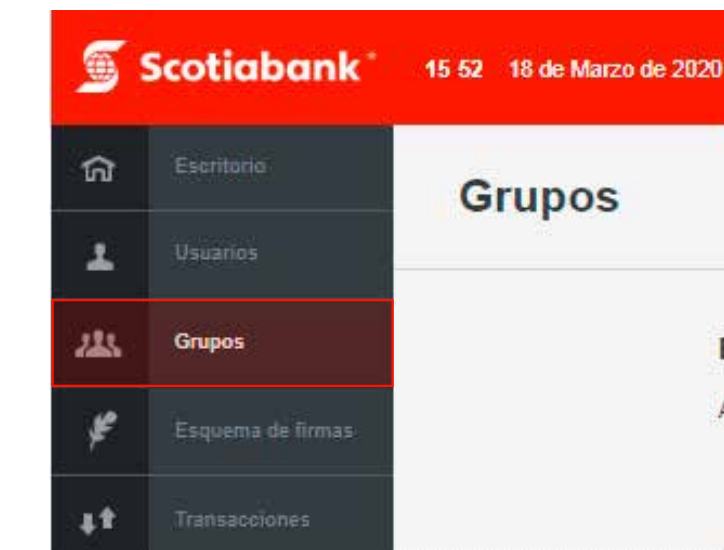 Scotiabank
15 52 18 de Marzo de 2020
Escritorio
Grupos
Usuarios
Grupos
Esquema de firmas
Transacciones